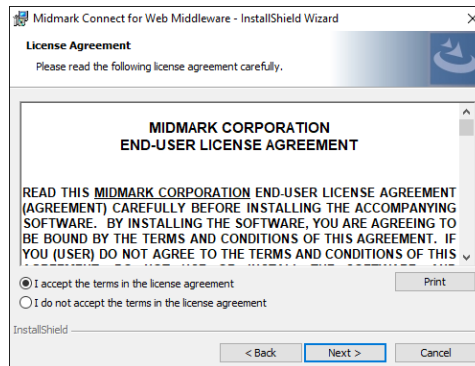 Midmark Connect for Web Middleware - InstallShield Wizard
License Agreement
Please read the following license agreement carefully.
MIDMARK CORPORATION
END-USER LICENSE AGREEMENT
READ THIS MIDMARK CORPORATION END-USER LICENSE AGREEMENT
(AGREEMENT) CAREFULLY BEFORE INSTALLING THE ACCOMPANYING
SOFTWARE. BY INSTALLING THE SOFTWARE, YOU ARE AGREEING TO
BE BOUND BY THE TERMS AND CONDITIONS OF THIS AGREEMENT. IF
YOU (USER) DO NOT AGREE TO THE TERMS AND CONDITIONS OF THIS
I accept the terms in the license agreement
Print
I do not accept the terms in the license agreement
InstallShield
< Back
Next >
Cancel